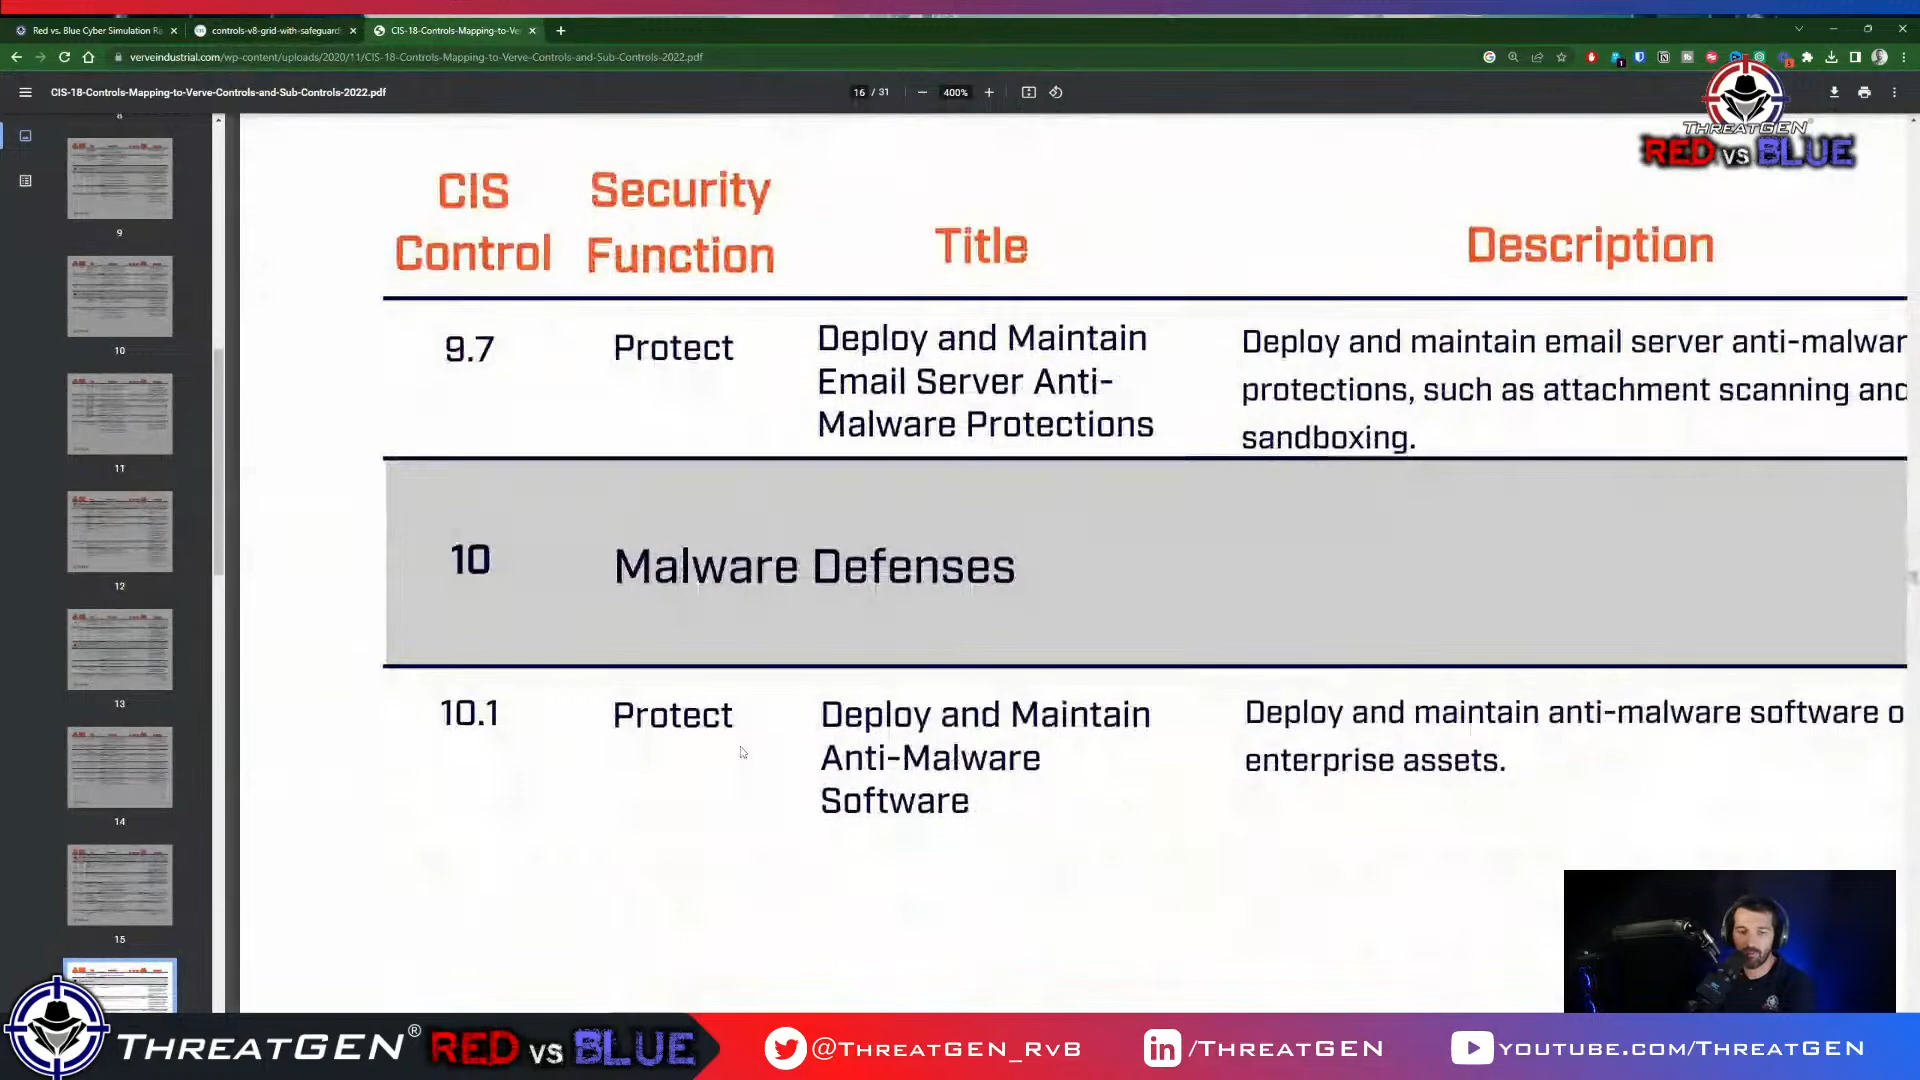 Red vs. Blue Cyber Simulation Ra
controls-v8-grid-with-safeguard
CIS-18-Controls-Mapping-to-Ve
verveindustrial.com/wp-content/uploads/2020/11/CIS-18-Controls-Mapping-to-Verve-Controls-and-Sub-Controls-2022.pdf
CIS-18-Controls-Mapping-to-Verve-Controls-and-Sub-Controls-2022.pdf
16 / 31
400%
THREATGEN®
RED vs BLUE
8
9
10
11
12
13
14
15
CIS Control
Security Function
Title
Description
9.7
Protect
Deploy and Maintain
Email Server Anti-
Malware Protections
Deploy and maintain email server anti-malwar
protections, such as attachment scanning and
sandboxing.
10
Malware Defenses
10.1
Protect
Deploy and Maintain
Anti-Malware
Software
Deploy and maintain anti-malware software o
enterprise assets.
THREATGEN® RED vs BLUE
@THREATGEN_RVB
in /THREATGEN
YOUTUBE.COM/THREATGEN